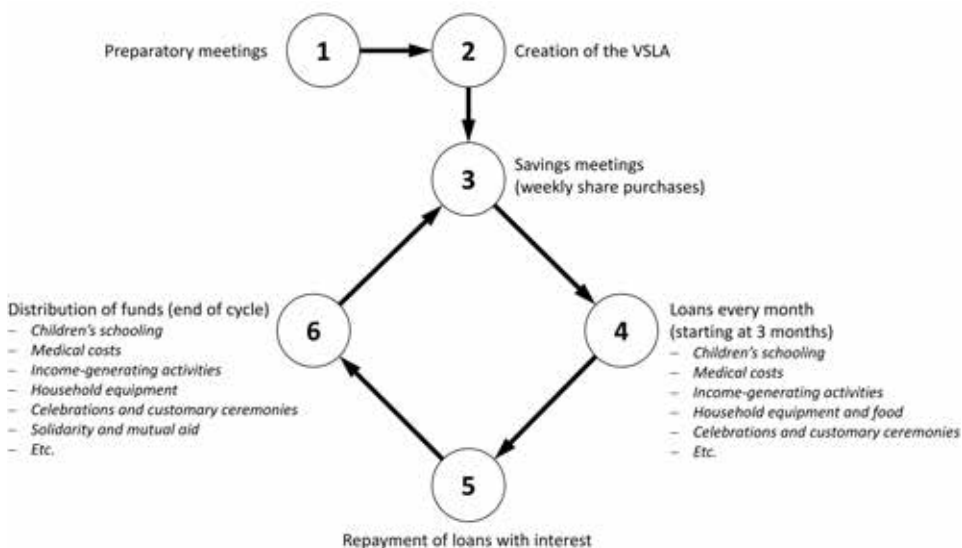 Preparatory meetings
1
2
Creation of the VSLA
3
Savings meetings
(weekly share purchases)
Distribution of funds (end of cycle)
– Children's schooling
– Medical costs
– Income-generating activities
– Household equipment
– Celebrations and customary ceremonies
– Solidarity and mutual aid
– Etc.
6
4
Loans every month
(starting at 3 months)
– Children's schooling
– Medical costs
– Income-generating activities
– Household equipment and food
– Celebrations and customary ceremonies
– Etc.
5
Repayment of loans with interest